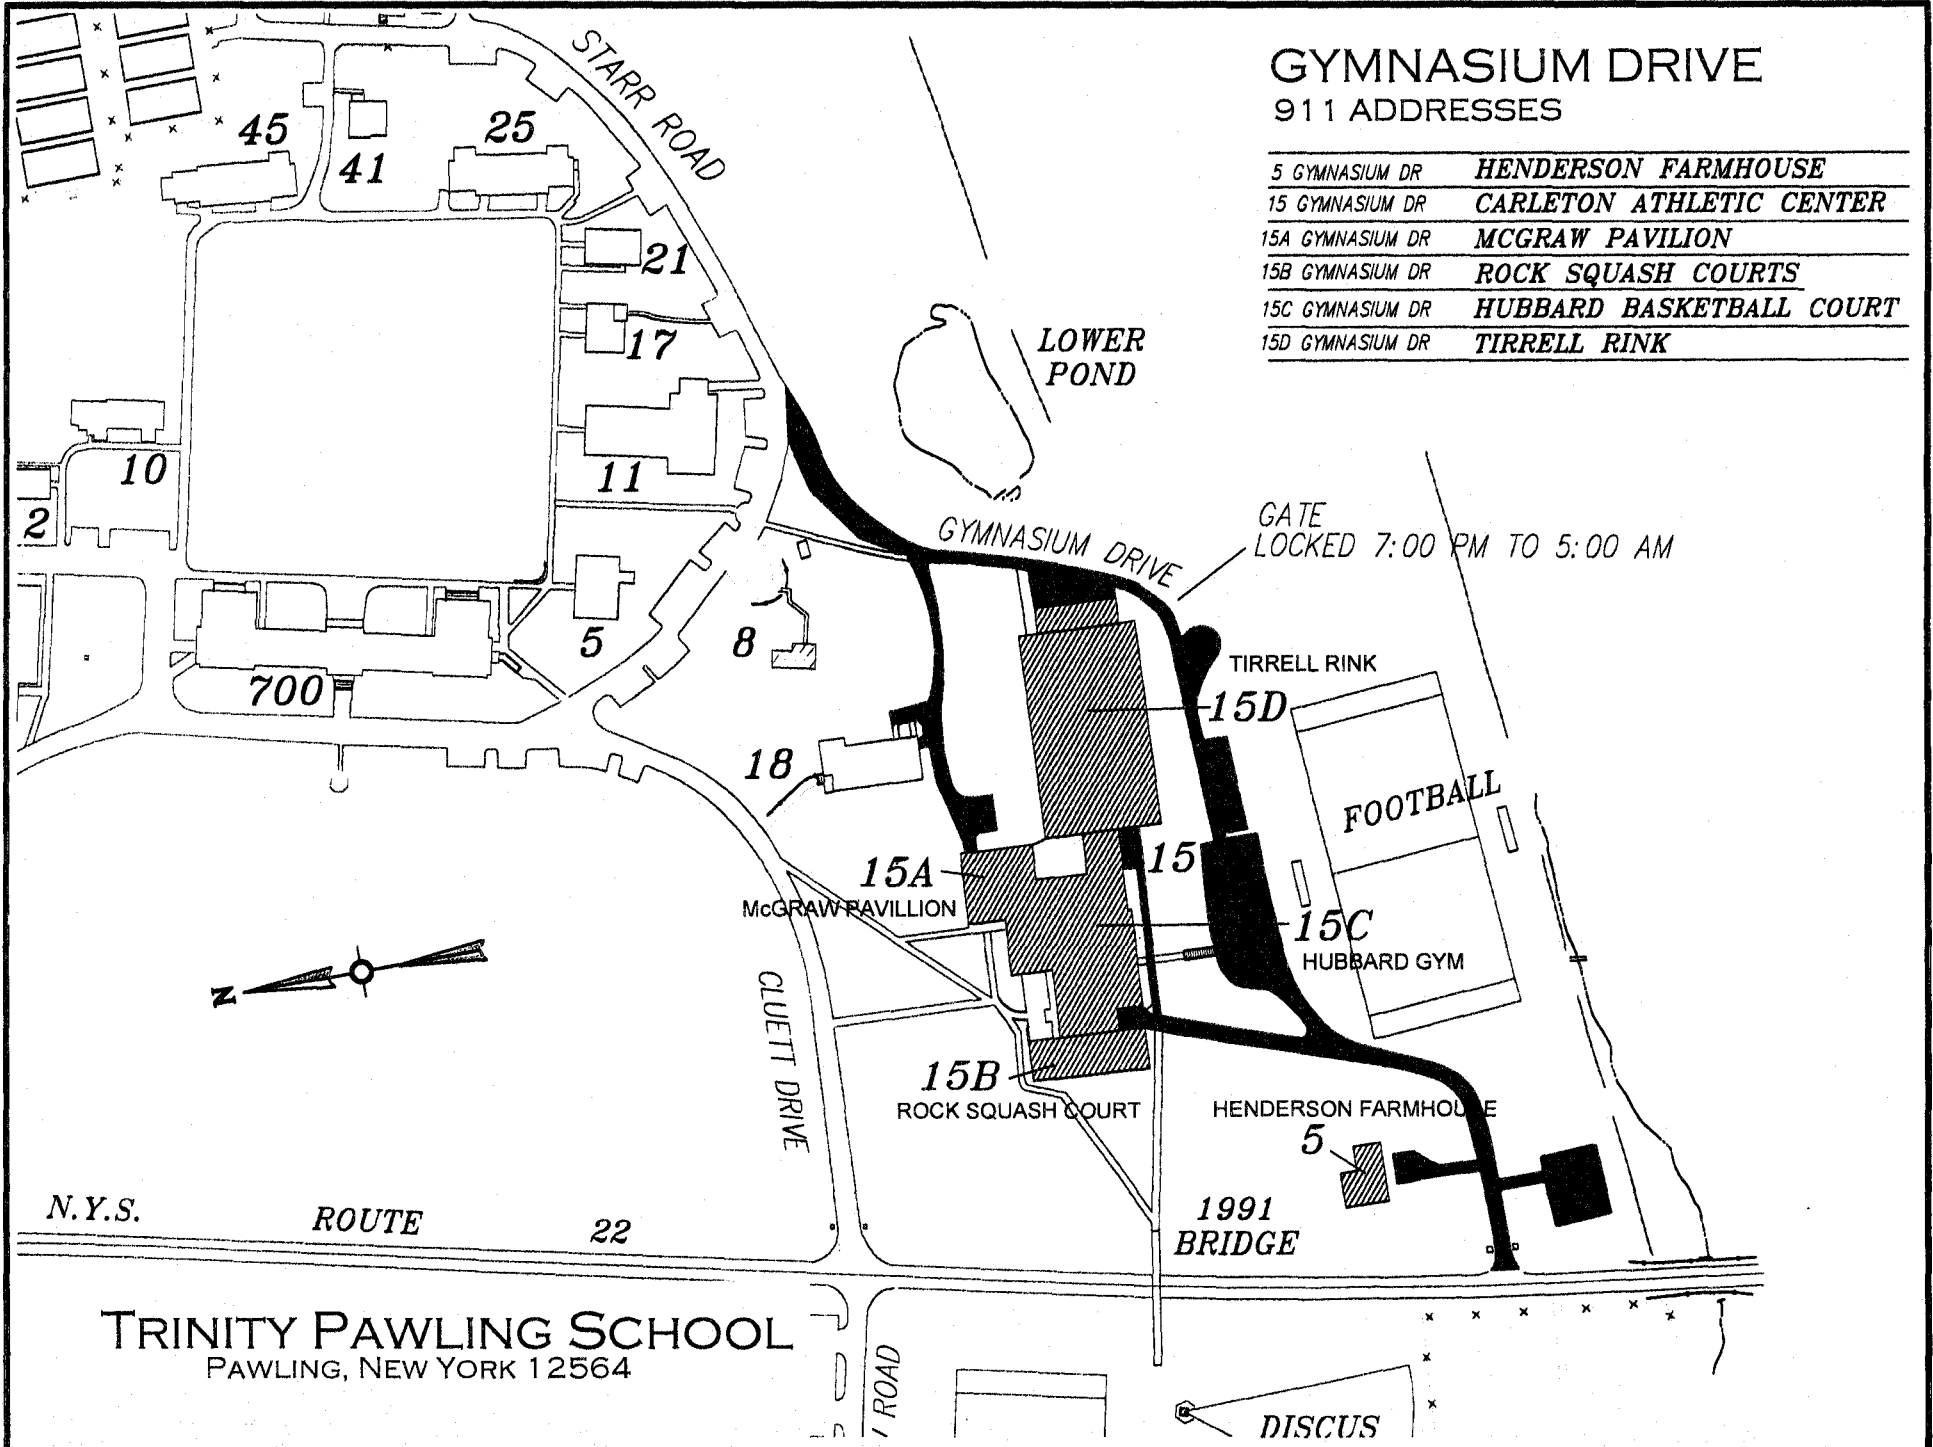 GYMNASIUM DRIVE
911 ADDRESSES
5 GYMNASIUM DR HENDERSON FARMHOUSE
15 GYMNASIUM DR CARLETON ATHLETIC CENTER
15A GYMNASIUM DR MCGRAW PAVILION
15B GYMNASIUM DR ROCK SQUASH COURTS
15C GYMNASIUM DR HUBBARD BASKETBALL COURT
15D GYMNASIUM DR TIRRELL RINK
STARR ROAD
45
41
25
21
17
11
10
2
5
8
700
18
LOWER
POND
GYMNASIUM DRIVE
GATE
LOCKED 7:00 PM TO 5:00 AM
TIRRELL RINK
15D
FOOTBALL
15
15A
McGRAW PAVILLION
15C
HUBBARD GYM
N
CLUETT DRIVE
15B
ROCK SQUASH COURT
HENDERSON FARMHOUSE
5
1991
BRIDGE
N.Y.S. ROUTE 22
TRINITY PAWLING SCHOOL
PAWLING, NEW YORK 12564
ROAD
DISCUS